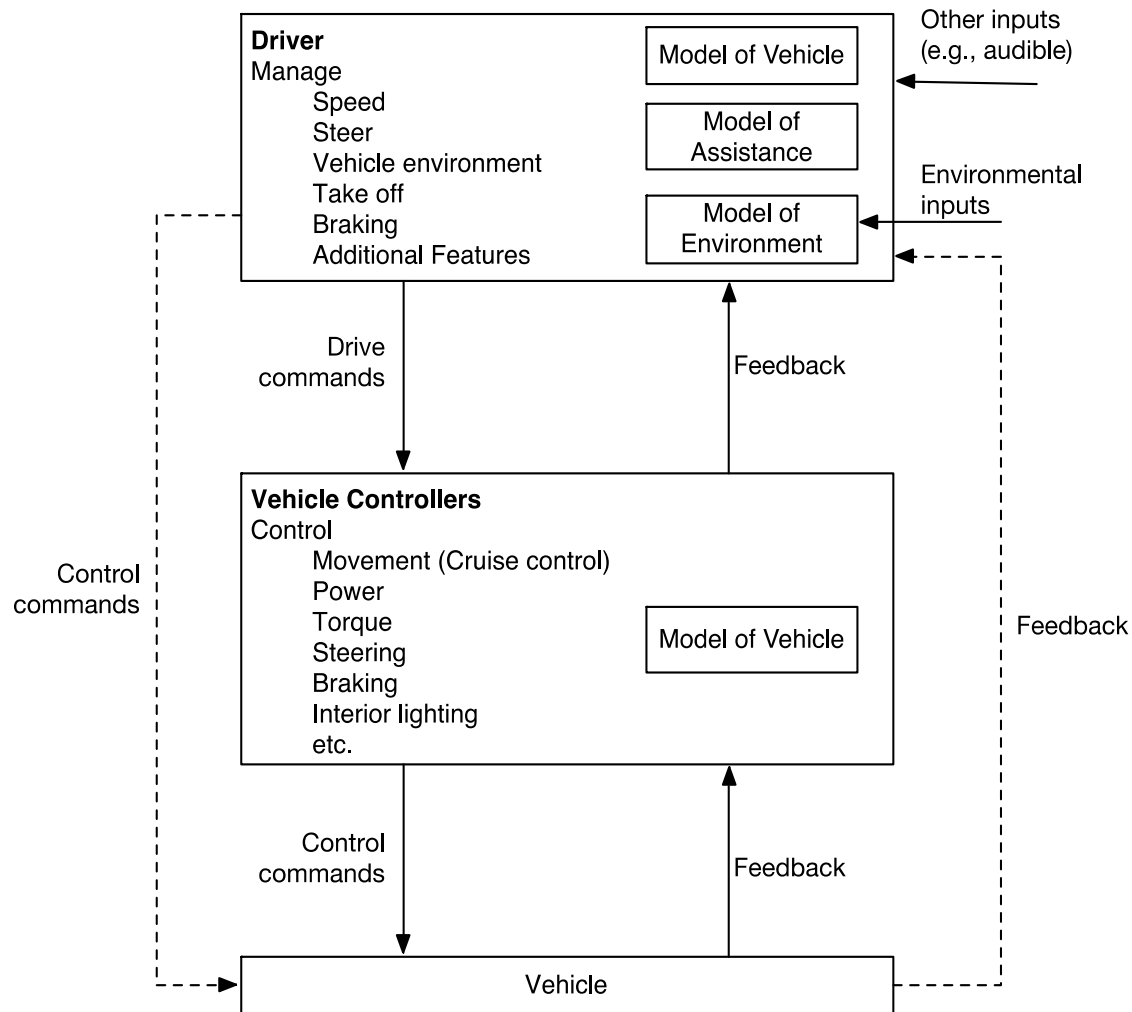 Driver
Manage
Speed
Steer
Vehicle environment
Take off
Braking
Additional Features
Model of Vehicle
Model of
Assistance
Model of
Environment
Other inputs
(e.g., audible)
Environmental
inputs
Drive
commands
Feedback
Vehicle Controllers
Control
Movement (Cruise control)
Power
Torque
Steering
Braking
Interior lighting
etc.
Model of Vehicle
Control
commands
Feedback
Control
commands
Feedback
Vehicle